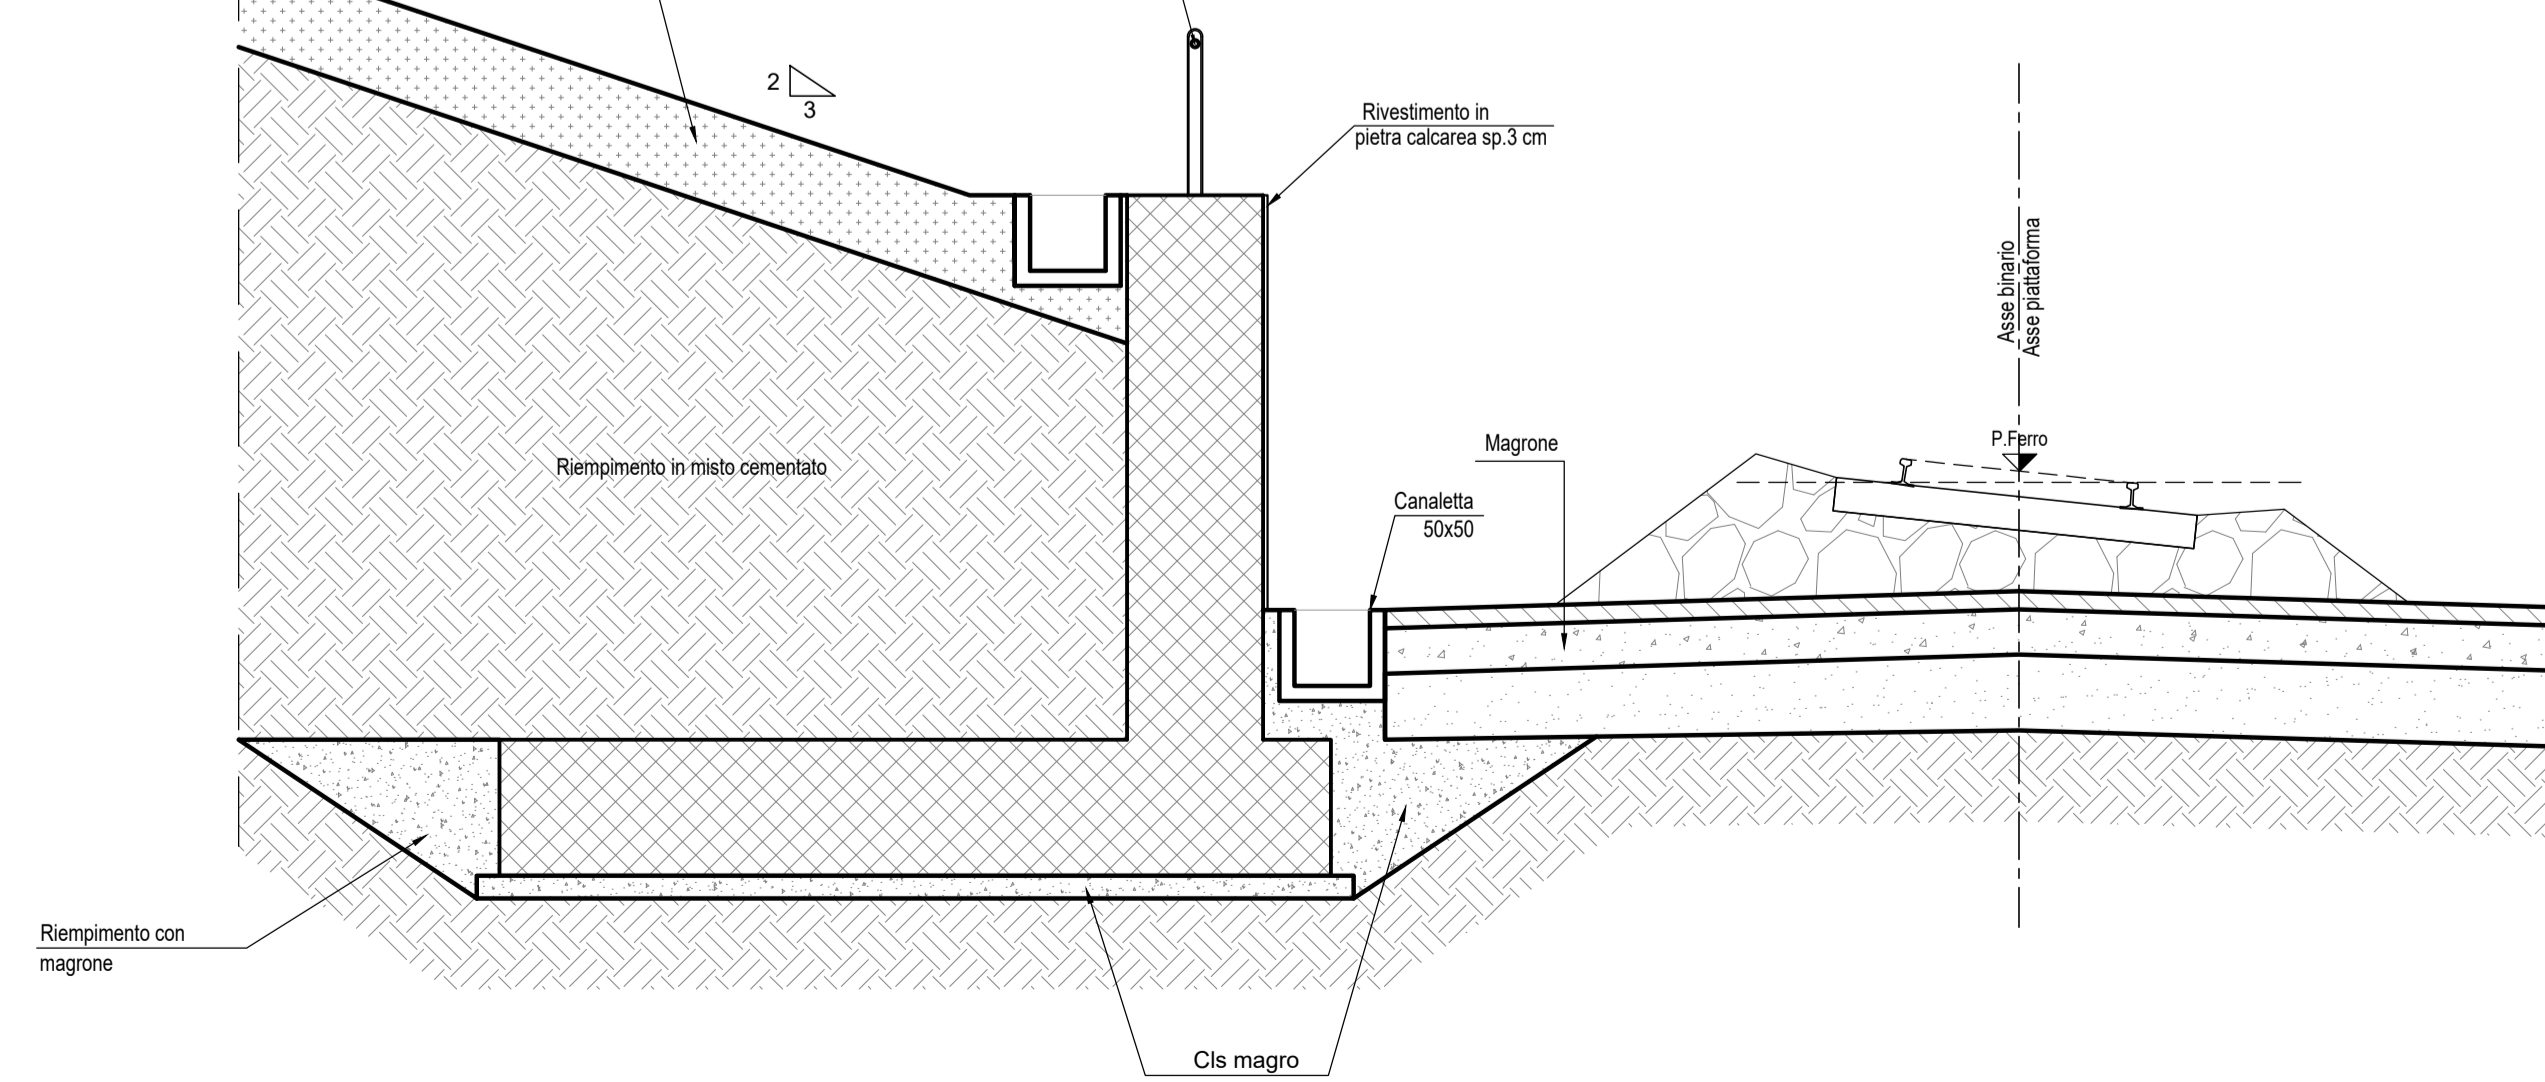 2
3
Rivestimento in
pietra calcarea sp.3 cm
Asse binario
Asse piattaforma
P.Ferro
Magrone
Riempimento in misto cementato
Canaletta
50x50
Riempimento con
magrone
Cls magro